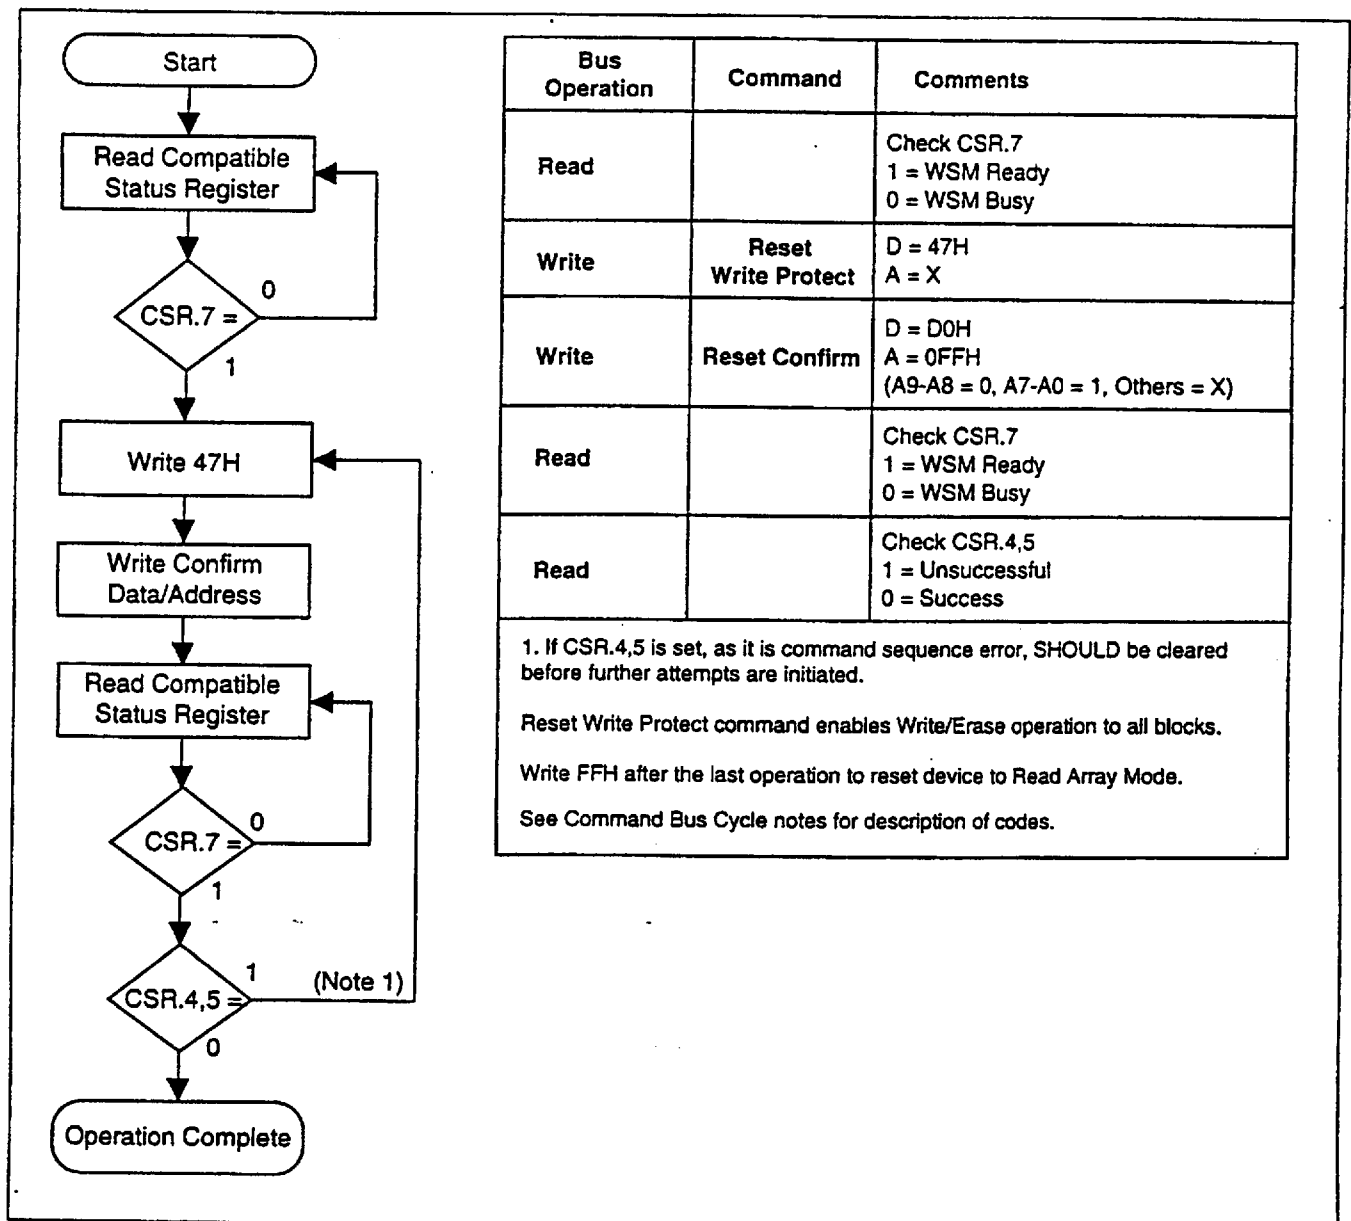 Start
Read Compatible
Status Register
CSR.7 =
0
1
Write 47H
Write Confirm
Data/Address
Read Compatible
Status Register
CSR.7 =
0
1
CSR.4,5 =
1
(Note 1)
0
Operation Complete
Bus
Operation
Command
Comments
Read
Check CSR.7
1 = WSM Ready
0 = WSM Busy
Write
Reset
Write Protect
D = 47H
A = X
Write
Reset Confirm
D = D0H
A = 0FFH
(A9-A8 = 0, A7-A0 = 1, Others = X)
Read
Check CSR.7
1 = WSM Ready
0 = WSM Busy
Read
Check CSR.4,5
1 = Unsuccessful
0 = Success
1. If CSR.4,5 is set, as it is command sequence error, SHOULD be cleared
before further attempts are initiated.
Reset Write Protect command enables Write/Erase operation to all blocks.
Write FFH after the last operation to reset device to Read Array Mode.
See Command Bus Cycle notes for description of codes.